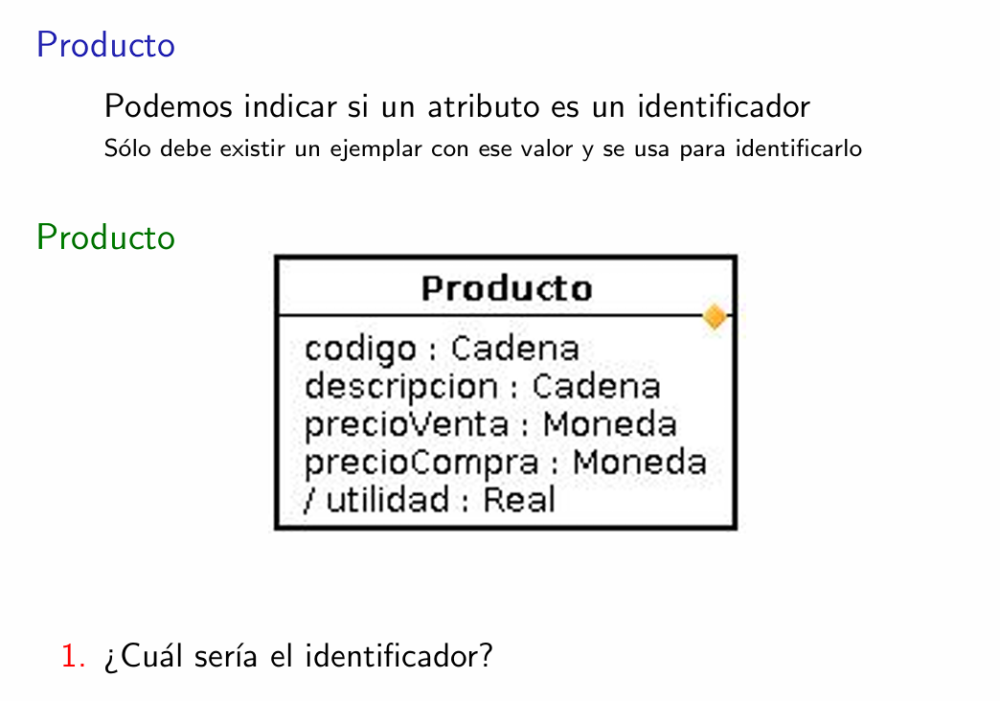 Producto
Podemos indicar si un atributo es un identificador
Sólo debe existir un ejemplar con ese valor y se usa para identificarlo
Producto
Producto
codigo : Cadena
descripcion : Cadena
precioVenta : Moneda
precioCompra : Moneda
/ utilidad : Real
1. ¿Cuál sería el identificador?